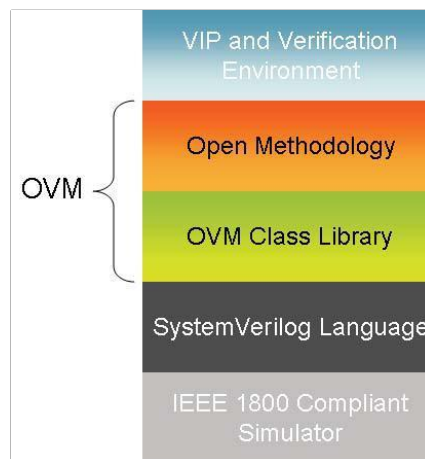 VIP and Verification
Environment
Open Methodology
OVM
OVM Class Library
SystemVerilog Language
IEEE 1800 Compliant
Simulator